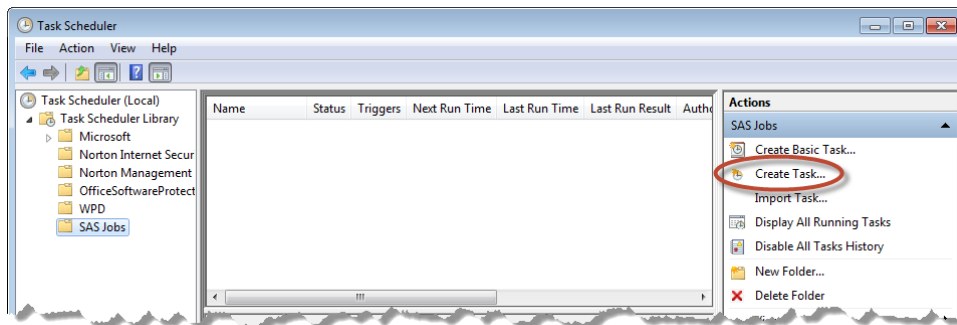 Task Scheduler
File Action View Help
Task Scheduler (Local)
Task Scheduler Library
Microsoft
Norton Internet Secur
Norton Management
OfficeSoftwareProtect
WPD
SAS Jobs
Name Status Triggers Next Run Time Last Run Time Last Run Result Autho
Actions
SAS Jobs
Create Basic Task...
Create Task...
Import Task...
Display All Running Tasks
Disable All Tasks History
New Folder...
Delete Folder